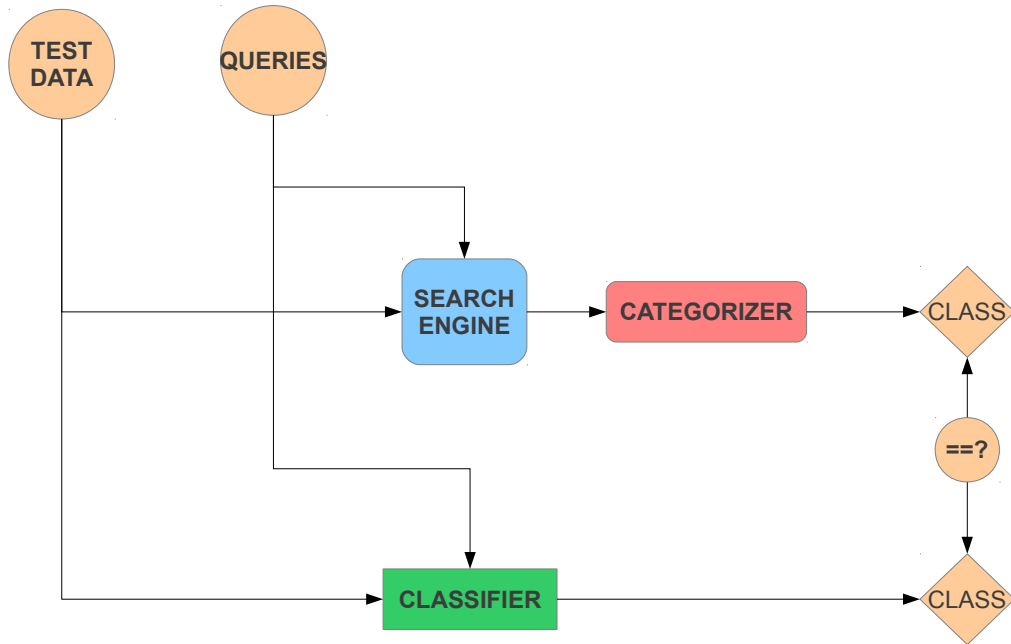 TEST
DATA
QUERIES
SEARCH
ENGINE
CATEGORIZER
CLASS
==?
CLASSIFIER
CLASS